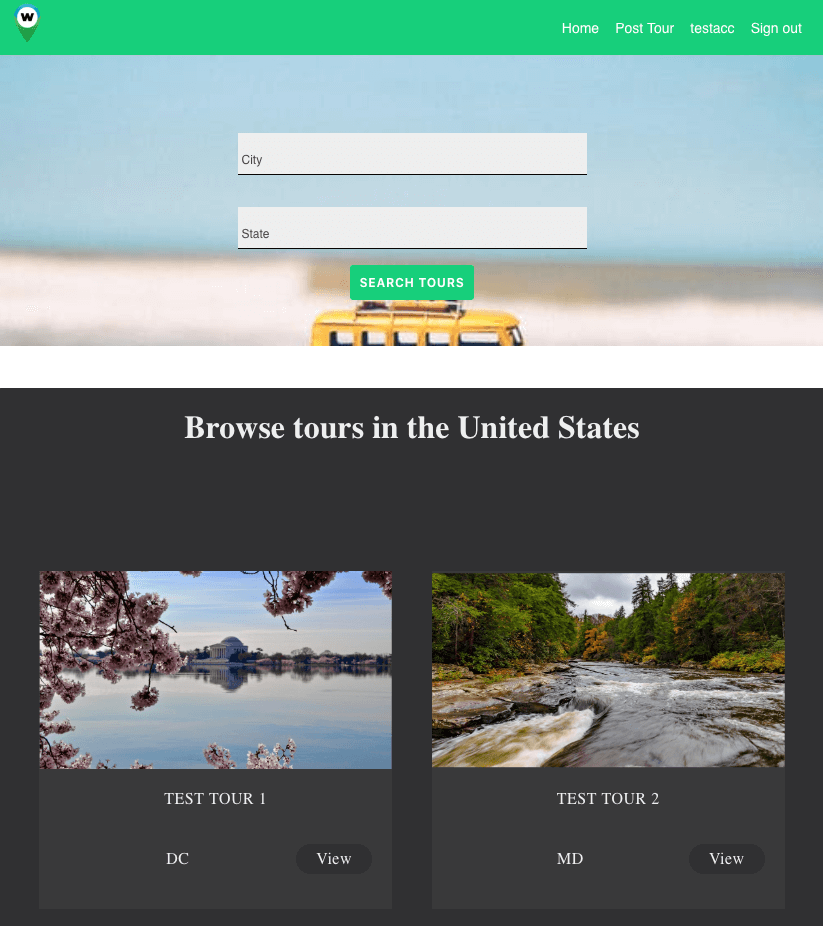 W
Home Post Tour testacc Sign out
City
State
SEARCH TOURS
Browse tours in the United States
TEST TOUR 1
DC View
TEST TOUR 2
MD View